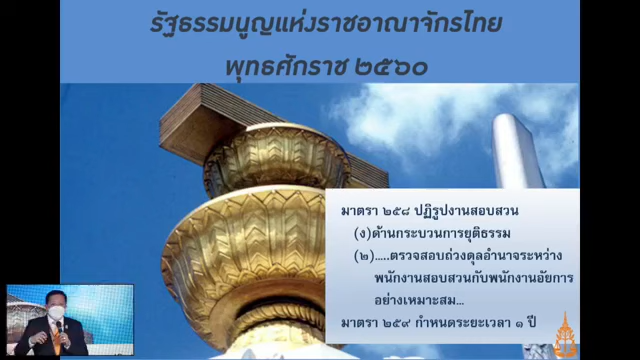 รัฐธรรมนูญแห่งราชอาณาจักรไทย
พุทธศักราช ๒๕๖๐
มาตรา ๒๕๘ ปฏิรูปงานสอบสวน
(ง)ด้านกระบวนการยุติธรรม
(๒).....ตรวจสอบถ่วงดุลอำนาจระหว่าง
พนักงานสอบสวนกับพนักงานอัยการ
อย่างเหมาะสม...
มาตรา ๒๕๙ กำหนดระยะเวลา ๑ ปี